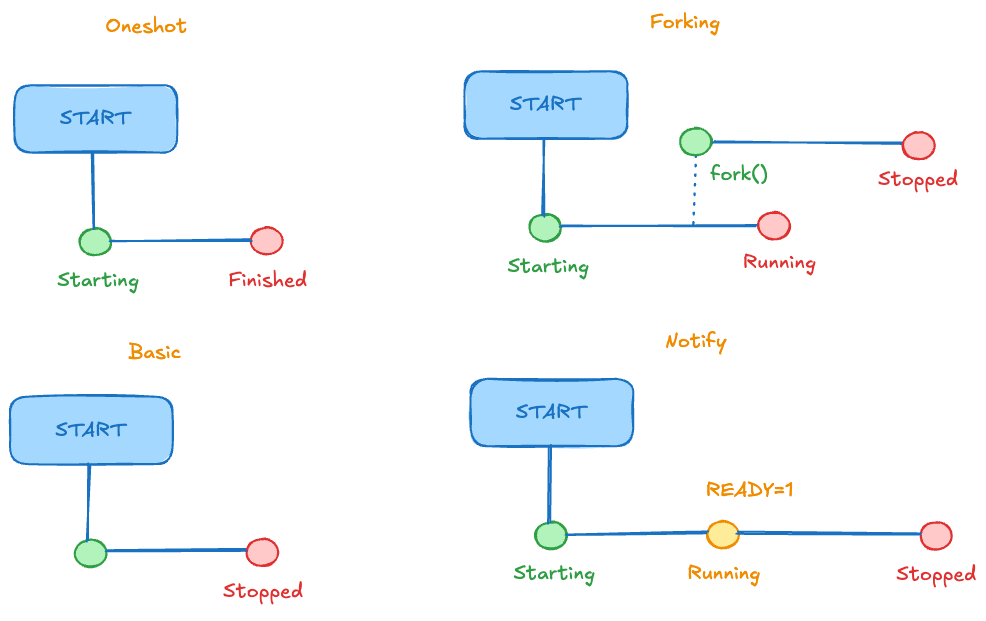 Oneshot
START
Starting
Finished
Forking
START
fork()
Stopped
Starting
Running
Basic
START
Stopped
Notify
START
READY=1
Starting
Running
Stopped